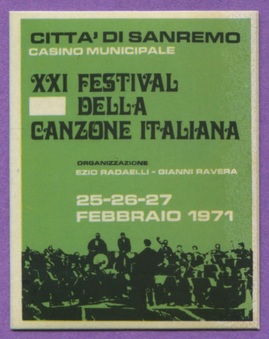 CITTA' DI SANREMO
CASINO MUNICIPALE
XXI FESTIVAL
DELLA
CANZONE ITALIANA
ORGANIZZAZIONE
EZIO RADAELLI - GIANNI RAVERA
25-26-27
FEBBRAIO 1971